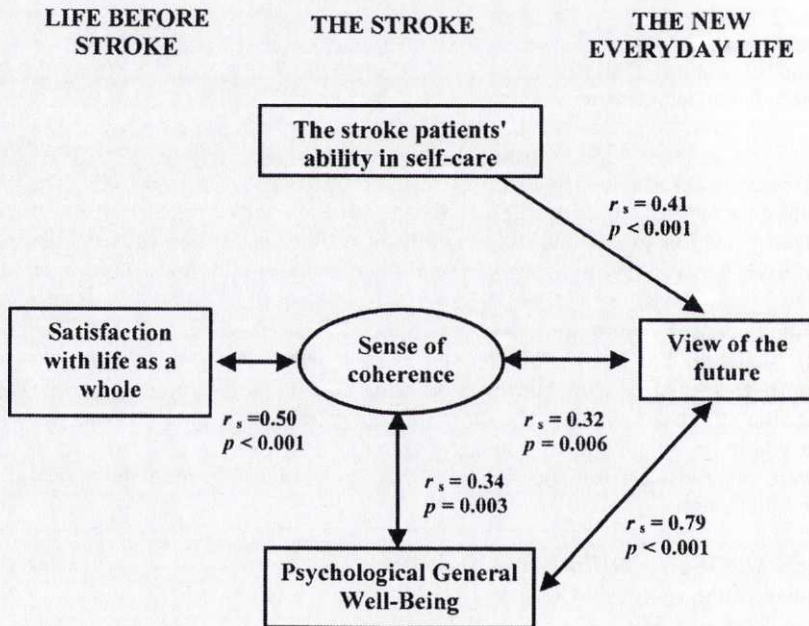 LIFE BEFORE
STROKE
THE STROKE
THE NEW
EVERYDAY LIFE
The stroke patients'
ability in self-care
r s = 0.41
p < 0.001
Satisfaction
with life as a
whole
Sense of
coherence
View of the
future
r s =0.50
p < 0.001
r s = 0.32
p = 0.006
r s = 0.34
p = 0.003
r s = 0.79
p < 0.001
Psychological General
Well-Being